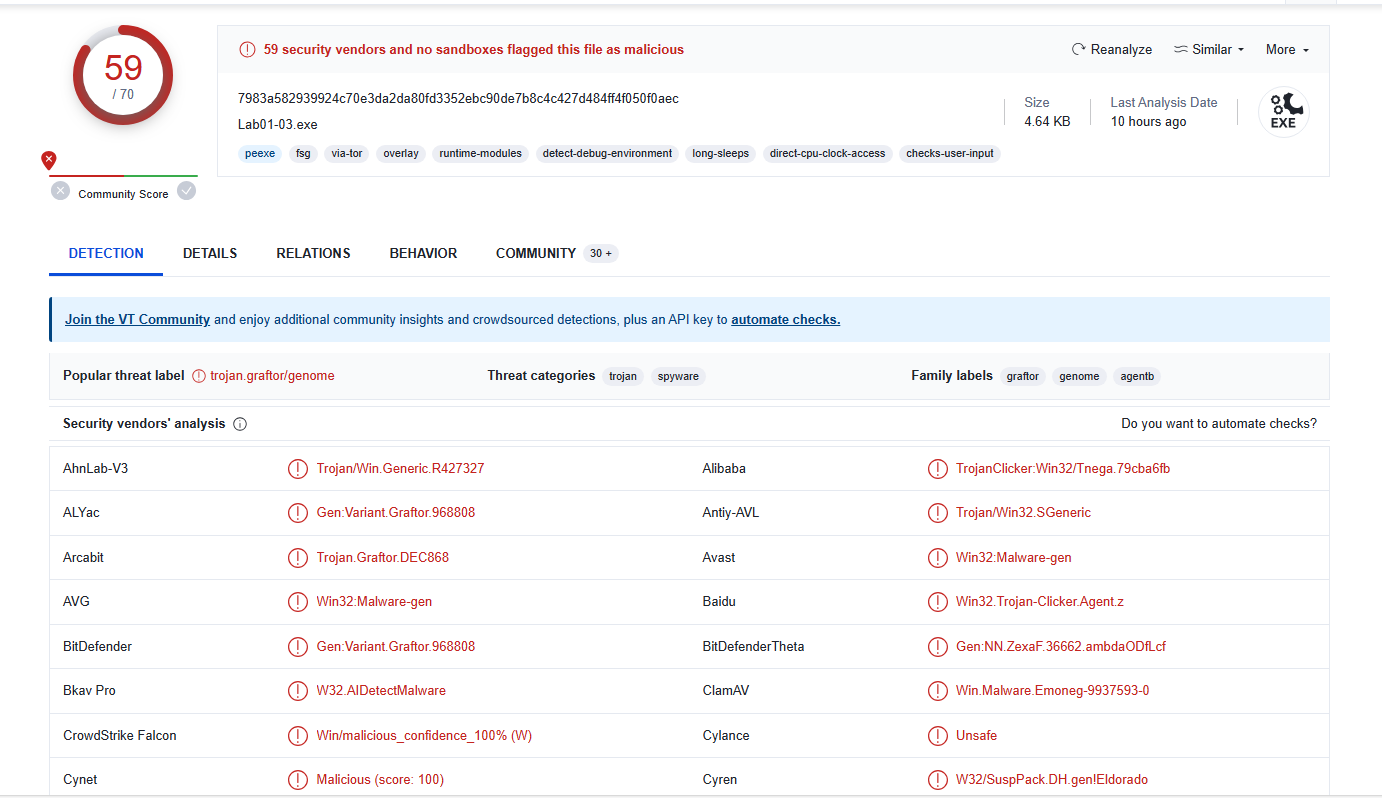 59
/ 70
Community Score
59 security vendors and no sandboxes flagged this file as malicious
Reanalyze Similar More
7983a582939924c70e3da2da80fd3352ebc90de7b8c4c427d484ff4f050f0aec
Lab01-03.exe
Size
4.64 KB
Last Analysis Date
10 hours ago
EXE
peexe fsg via-tor overlay runtime-modules detect-debug-environment long-sleeps direct-cpu-clock-access checks-user-input
DETECTION DETAILS RELATIONS BEHAVIOR COMMUNITY 30 +
Join the VT Community and enjoy additional community insights and crowdsourced detections, plus an API key to automate checks.
Popular threat label trojan.graftor/genome Threat categories trojan spyware Family labels graftor genome agentb
Security vendors' analysis Do you want to automate checks?
AhnLab-V3 Trojan/Win.Generic.R427327 Alibaba TrojanClicker:Win32/Tnega.79cba6fb
ALYac Gen:Variant.Graftor.968808 Antiy-AVL Trojan/Win32.SGeneric
Arcabit Trojan.Graftor.DEC868 Avast Win32:Malware-gen
AVG Win32:Malware-gen Baidu Win32.Trojan-Clicker.Agent.z
BitDefender Gen:Variant.Graftor.968808 BitDefenderTheta Gen:NN.ZexaF.36662.ambdaODfLcf
Bkav Pro W32.AIDetectMalware ClamAV Win.Malware.Emoneg-9937593-0
CrowdStrike Falcon Win/malicious_confidence_100% (W) Cylance Unsafe
Cynet Malicious (score: 100) Cyren W32/SuspPack.DH.gen!Eldorado